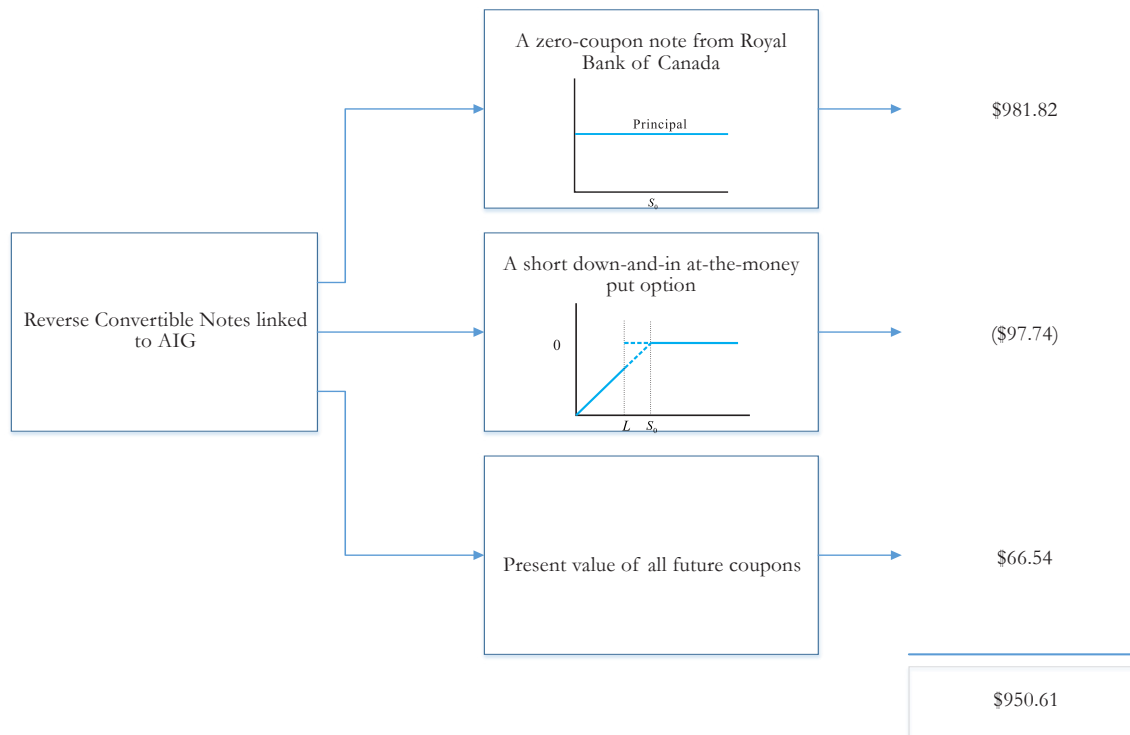 A zero-coupon note from Royal
Bank of Canada
Principal
S₀
$981.82
Reverse Convertible Notes linked
to AIG
A short down-and-in at-the-money
put option
0
L S₀
($97.74)
Present value of all future coupons
$66.54
$950.61